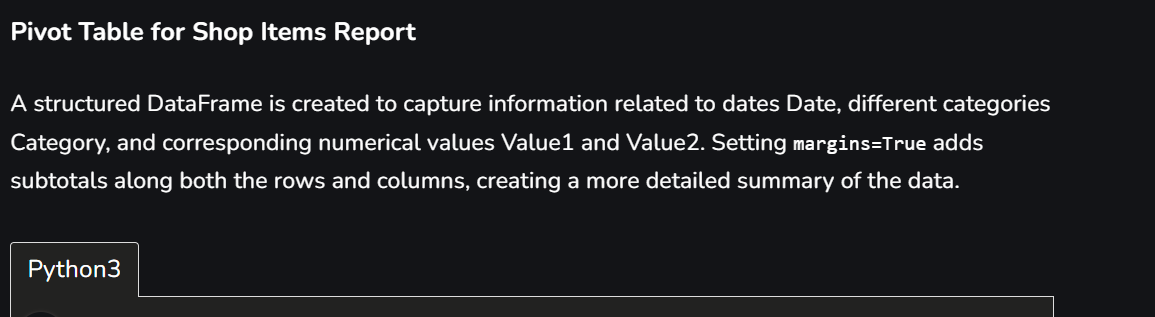 Pivot Table for Shop Items Report
A structured DataFrame is created to capture information related to dates Date, different categories
Category, and corresponding numerical values Value1 and Value2. Setting margins=True adds
subtotals along both the rows and columns, creating a more detailed summary of the data.
Python3